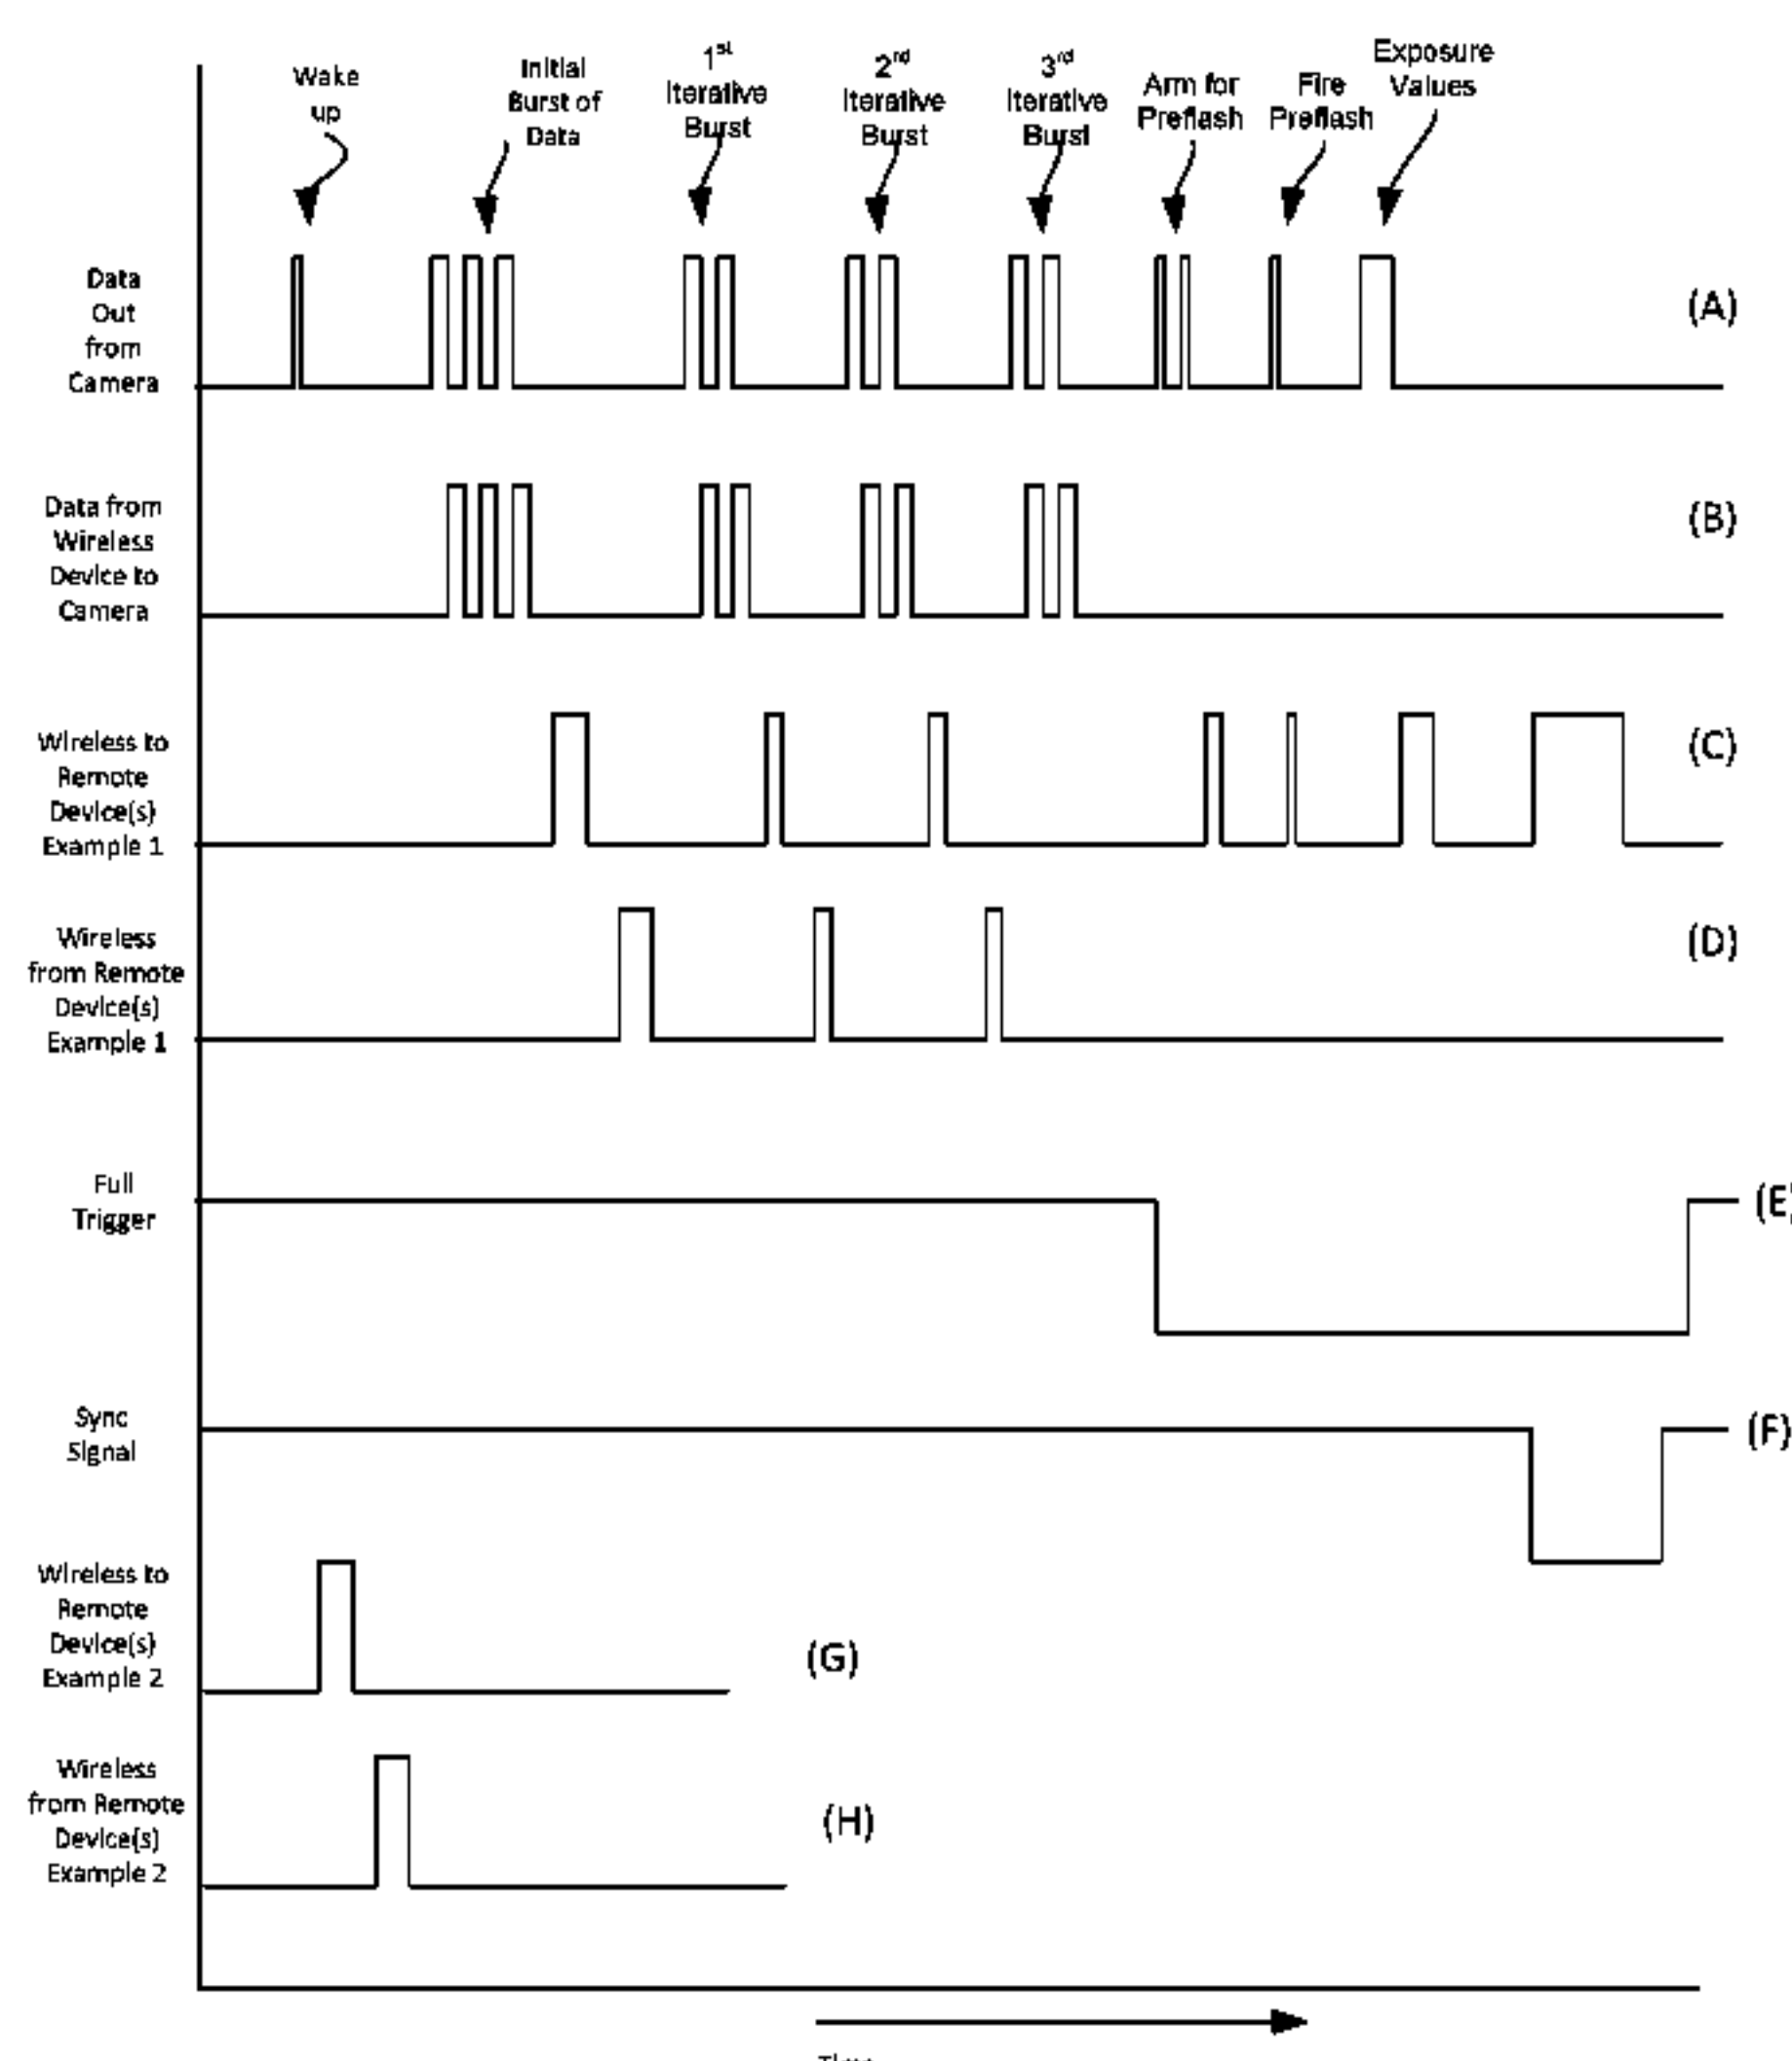 Wake
up
Initial
Burst of
Data
1st
Iterative
Burst
2nd
Iterative
Burst
3rd
Iterative
Burst
Arm for
Preflash
Fire
Preflash
Exposure
Values
Data
Out
from
Camera
(A)
Data from
Wireless
Device to
Camera
(B)
Wireless to
Remote
Device(s)
Example 1
(C)
Wireless
from Remote
Device(s)
Example 1
(D)
Full
Trigger
(E)
Sync
Signal
(F)
Wireless to
Remote
Device(s)
Example 2
(G)
Wireless
from Remote
Device(s)
Example 2
(H)